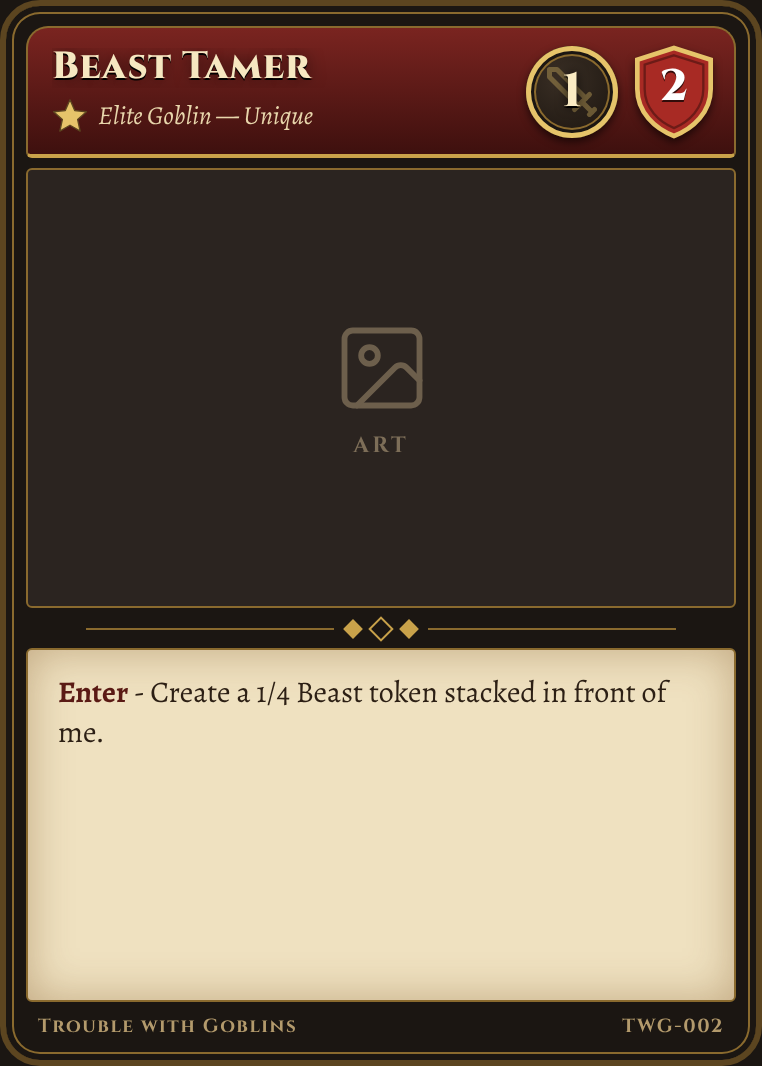 Beast Tamer
Elite Goblin — Unique
1
2
ART
Enter - Create a 1/4 Beast token stacked in front of
me.
Trouble with Goblins
TWG-002